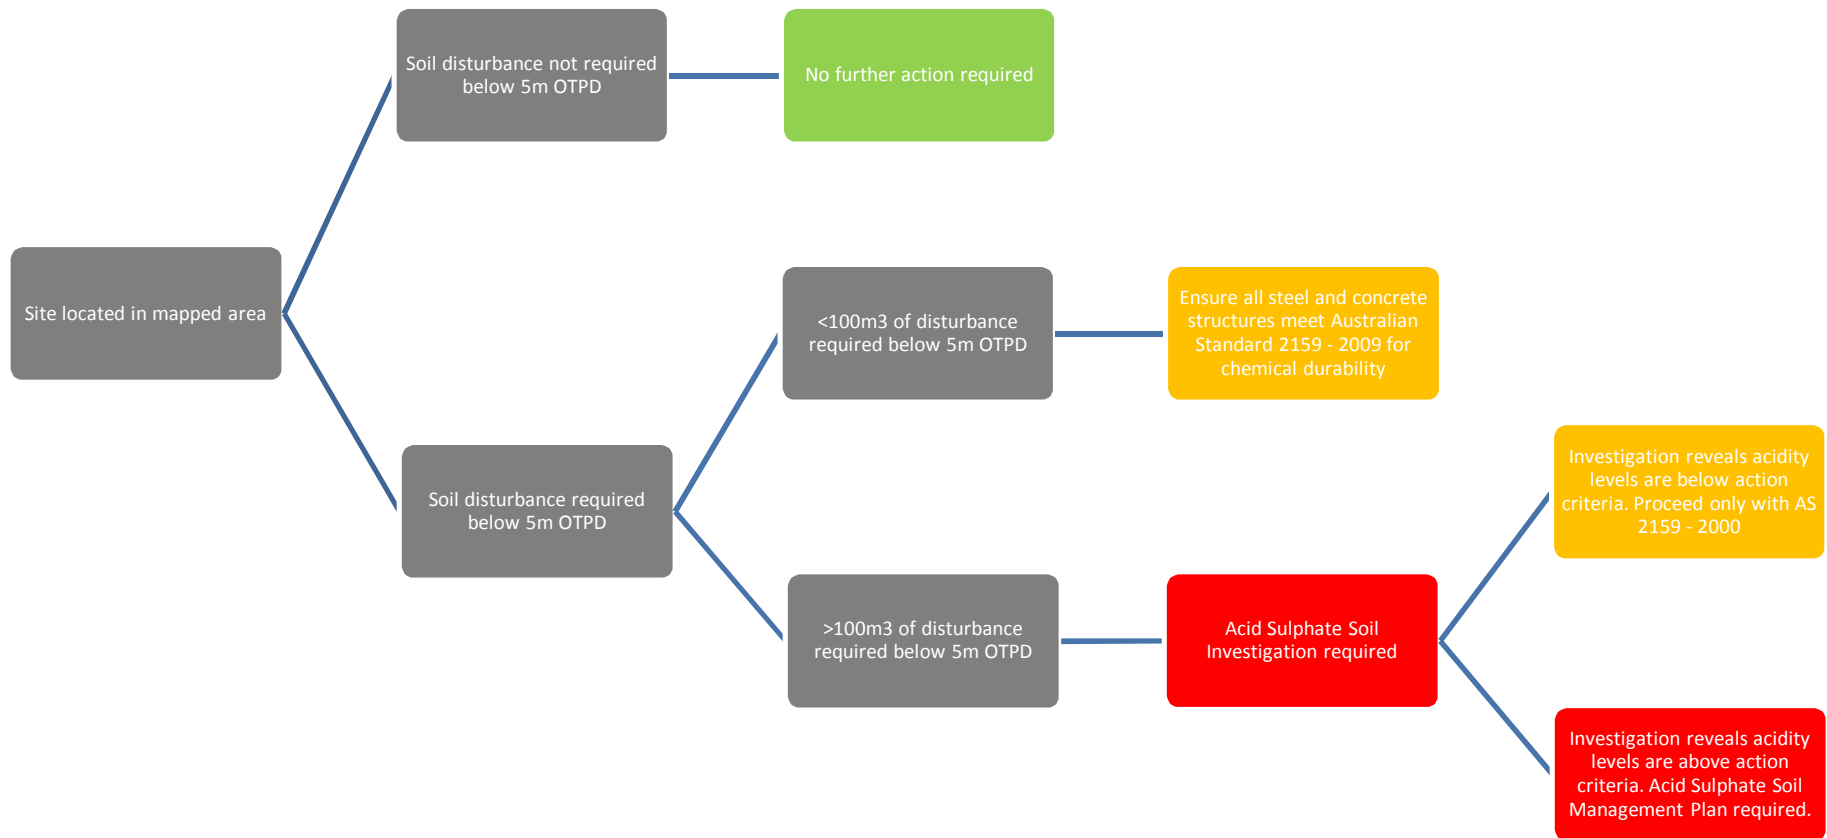 Soil disturbance not required
below 5m OTPD
No further action required
Site located in mapped area
<100m3 of disturbance
required below 5m OTPD
Ensure all steel and concrete
structures meet Australian
Standard 2159 - 2009 for
chemical durability
Soil disturbance required
below 5m OTPD
Investigation reveals acidity
levels are below action
criteria. Proceed only with AS
2159 - 2000
>100m3 of disturbance
required below 5m OTPD
Acid Sulphate Soil
Investigation required
Investigation reveals acidity
levels are above action
criteria. Acid Sulphate Soil
Management Plan required.